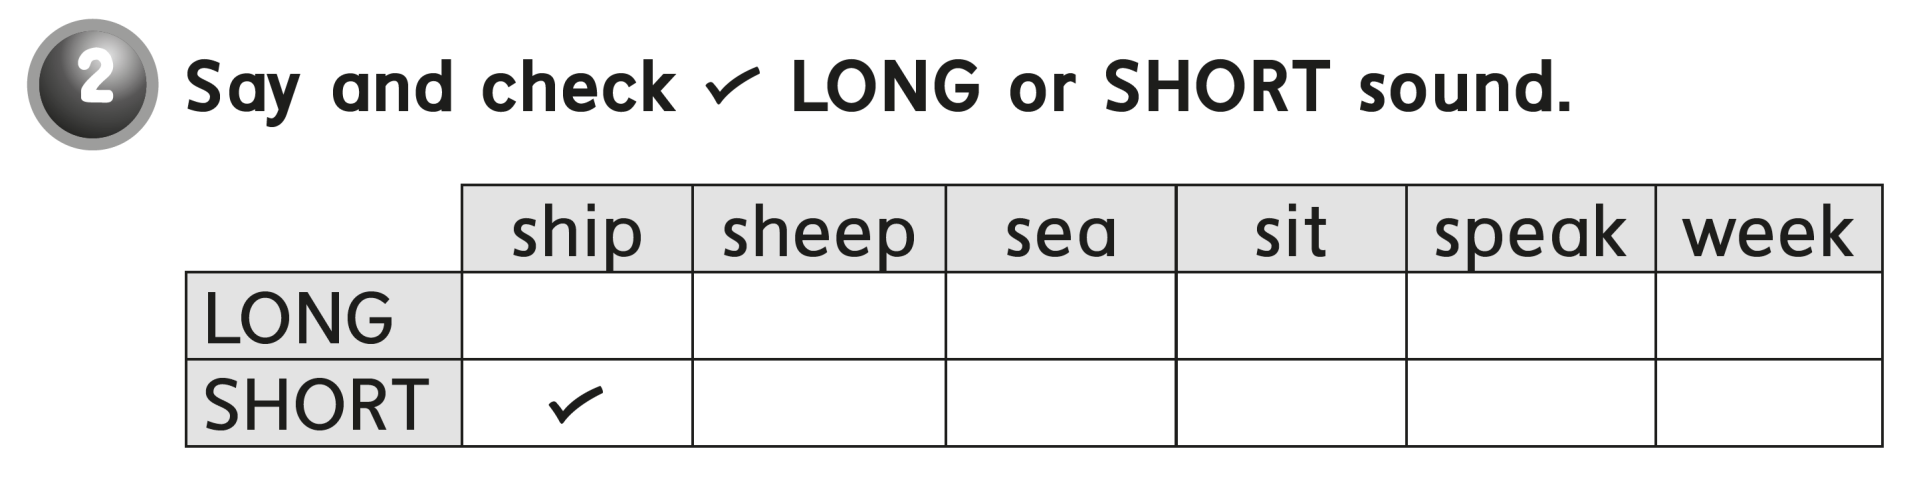 2 Say and check ✓ LONG or SHORT sound.
ship sheep sea sit speak week
LONG
SHORT ✓